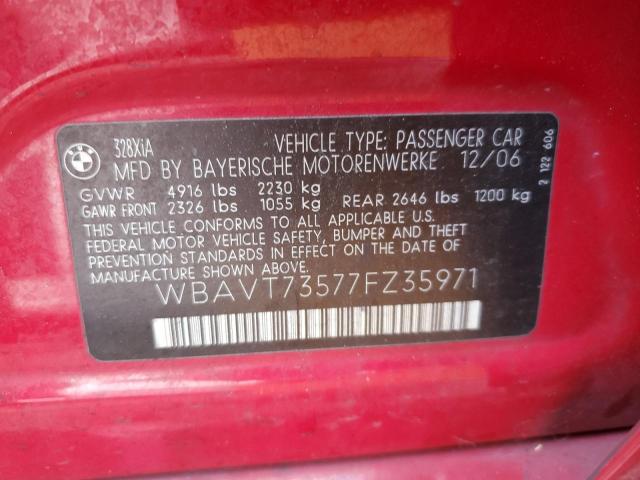 328XiA VEHICLE TYPE: PASSENGER CAR
MFD BY BAYERISCHE MOTORENWERKE 12/06
GVWR 4916 lbs 2230 kg
GAWR FRONT 2326 lbs 1055 kg REAR 2646 lbs 1200 kg
THIS VEHICLE CONFORMS TO ALL APPLICABLE U.S.
FEDERAL MOTOR VEHICLE SAFETY, BUMPER AND THEFT
PREVENTION STANDARDS IN EFFECT ON THE DATE OF
MANUFACTURE SHOWN ABOVE.
WBAVT73577FZ35971
2 122 606